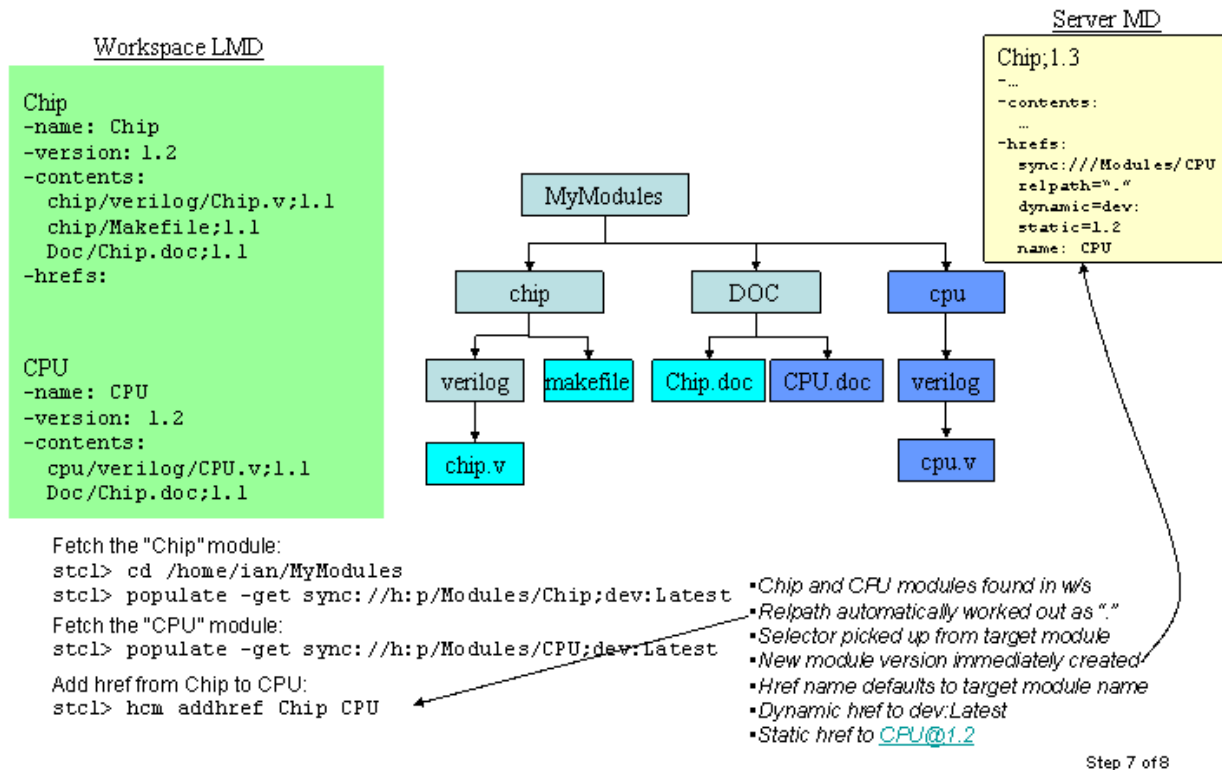 Workspace LMD
Chip
-name: Chip
-version: 1.2
-contents:
chip/verilog/Chip.v;1.1
chip/Makefile;1.1
Doc/Chip.doc;1.1
-hrefs:
CPU
-name: CPU
-version: 1.2
-contents:
cpu/verilog/CPU.v;1.1
Doc/Chip.doc;1.1
MyModules
chip
DOC
cpu
verilog
makefile
Chip.doc
CPU.doc
verilog
chip.v
cpu.v
Server MD
Chip;1.3
-…
-contents:
…
-hrefs:
sync:///Modules/CPU
relpath="."
dynamic=dev:
static=1.2
name: CPU
Fetch the "Chip" module:
stcl> cd /home/ian/MyModules
stcl> populate -get sync://h:p/Modules/Chip;dev:Latest
Fetch the "CPU" module:
stcl> populate -get sync://h:p/Modules/CPU;dev:Latest
Add href from Chip to CPU:
stcl> hcm addhref Chip CPU
▪Chip and CPU modules found in w/s
▪Relpath automatically worked out as "."
▪Selector picked up from target module
▪New module version immediately created
▪Href name defaults to target module name
▪Dynamic href to dev:Latest
▪Static href to CPU@1.2
Step 7 of 8